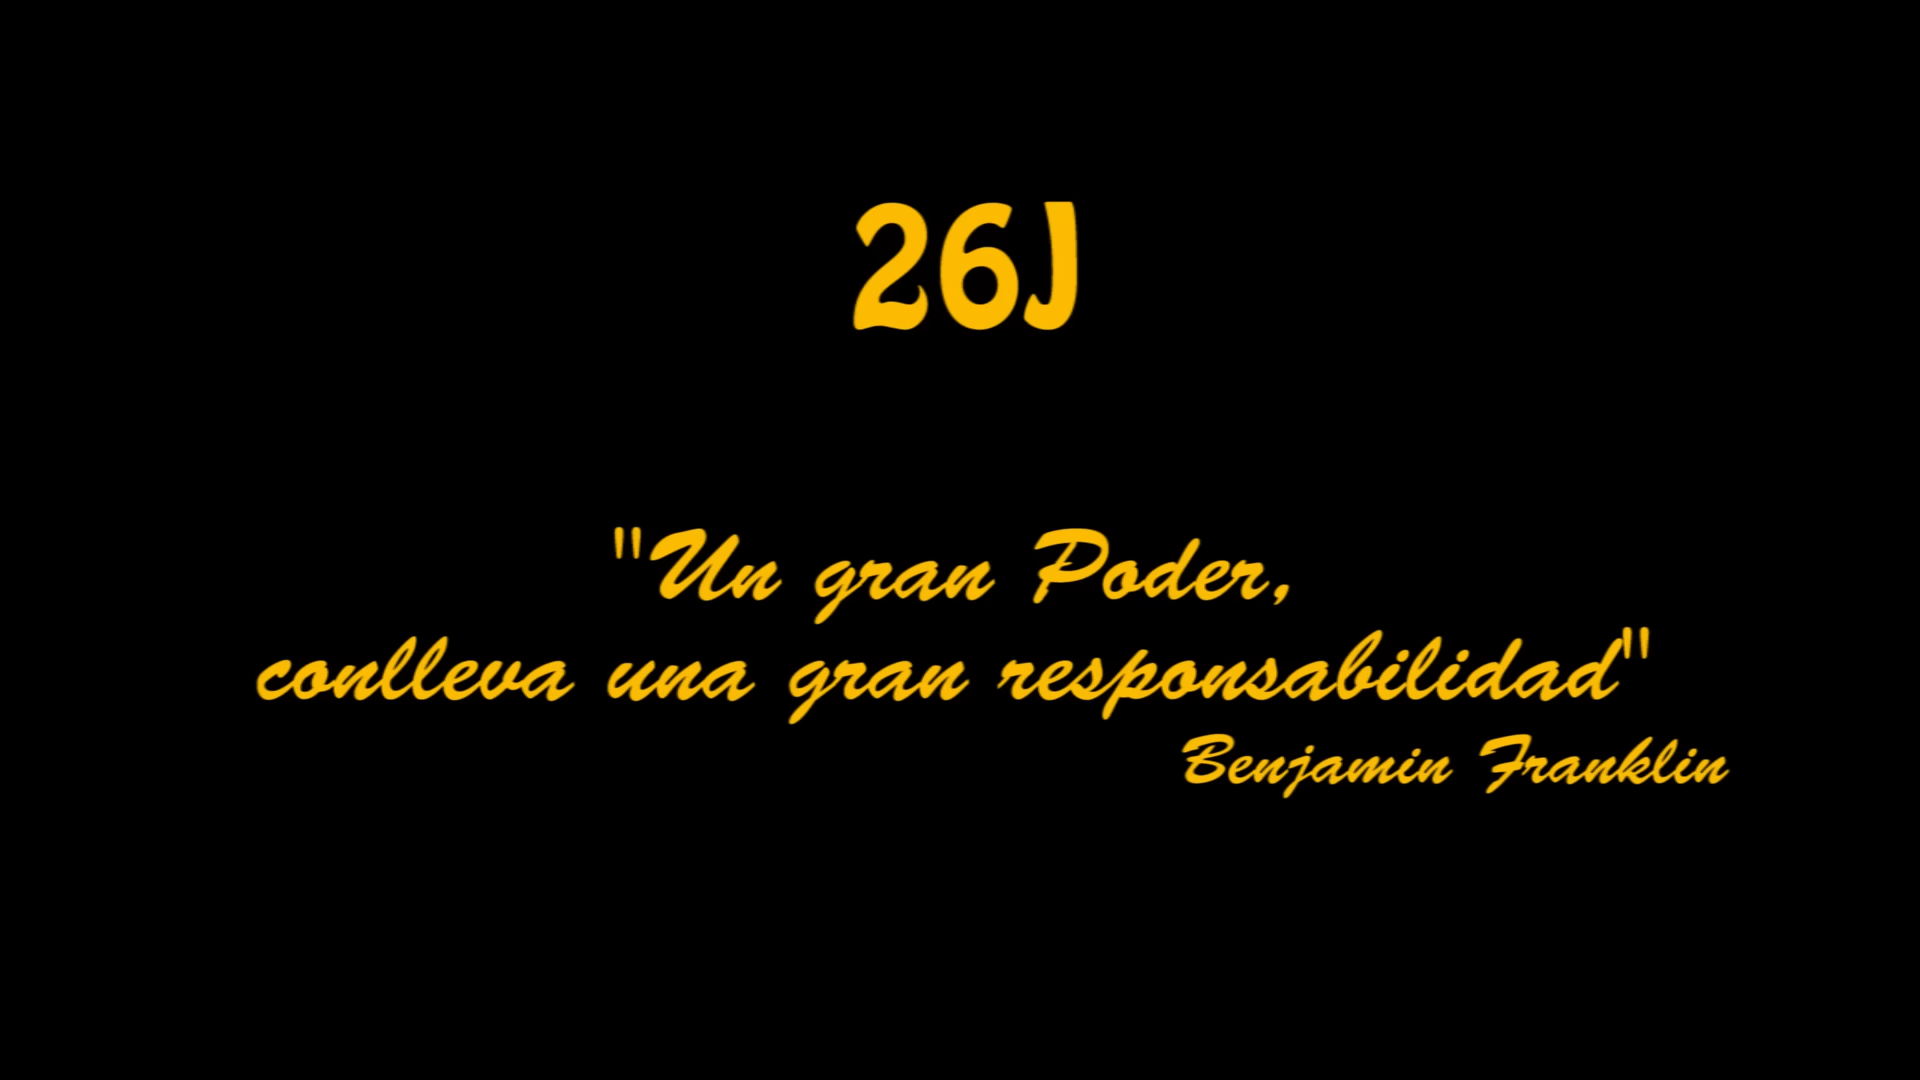 26J
"Un gran Poder,
conlleva una gran responsabilidad"
Benjamin Franklin